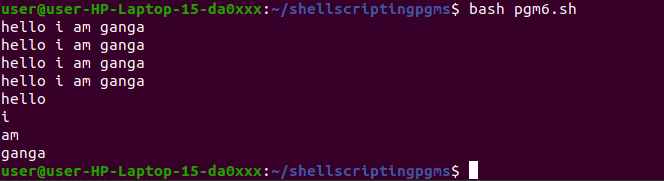 user@user-HP-Laptop-15-da0xxx:~/shellscriptingpgms$ bash pgm6.sh
hello i am ganga
hello i am ganga
hello i am ganga
hello i am ganga
hello
i
am
ganga
user@user-HP-Laptop-15-da0xxx:~/shellscriptingpgms$